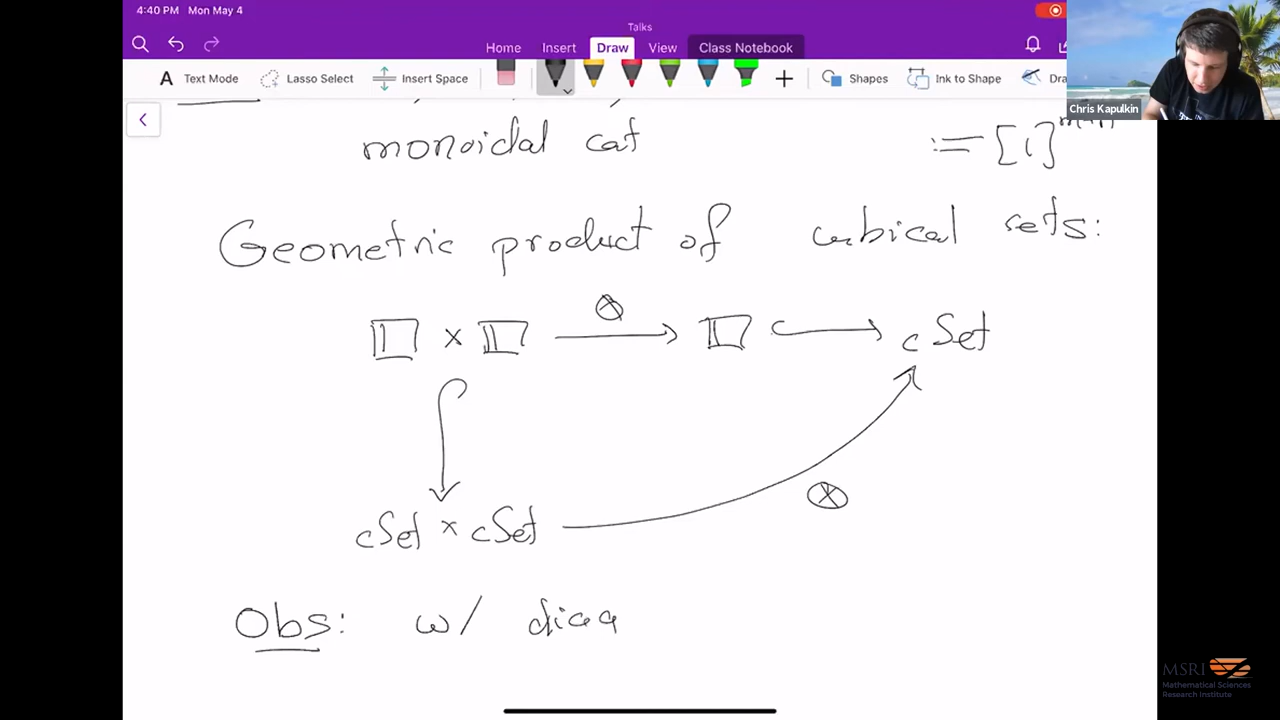 4:40 PM Mon May 4
Talks
Home Insert Draw View Class Notebook
Text Mode Lasso Select Insert Space Shapes Ink to Shape
Chris Kapulkin
monoidal cat := [1]
Geometric product of cubical sets:
□ × □ ⊗ → □ ↪ cSet
cSet × cSet ⊗
Obs: w/ diag
MSRI
Mathematical Sciences
Research Institute